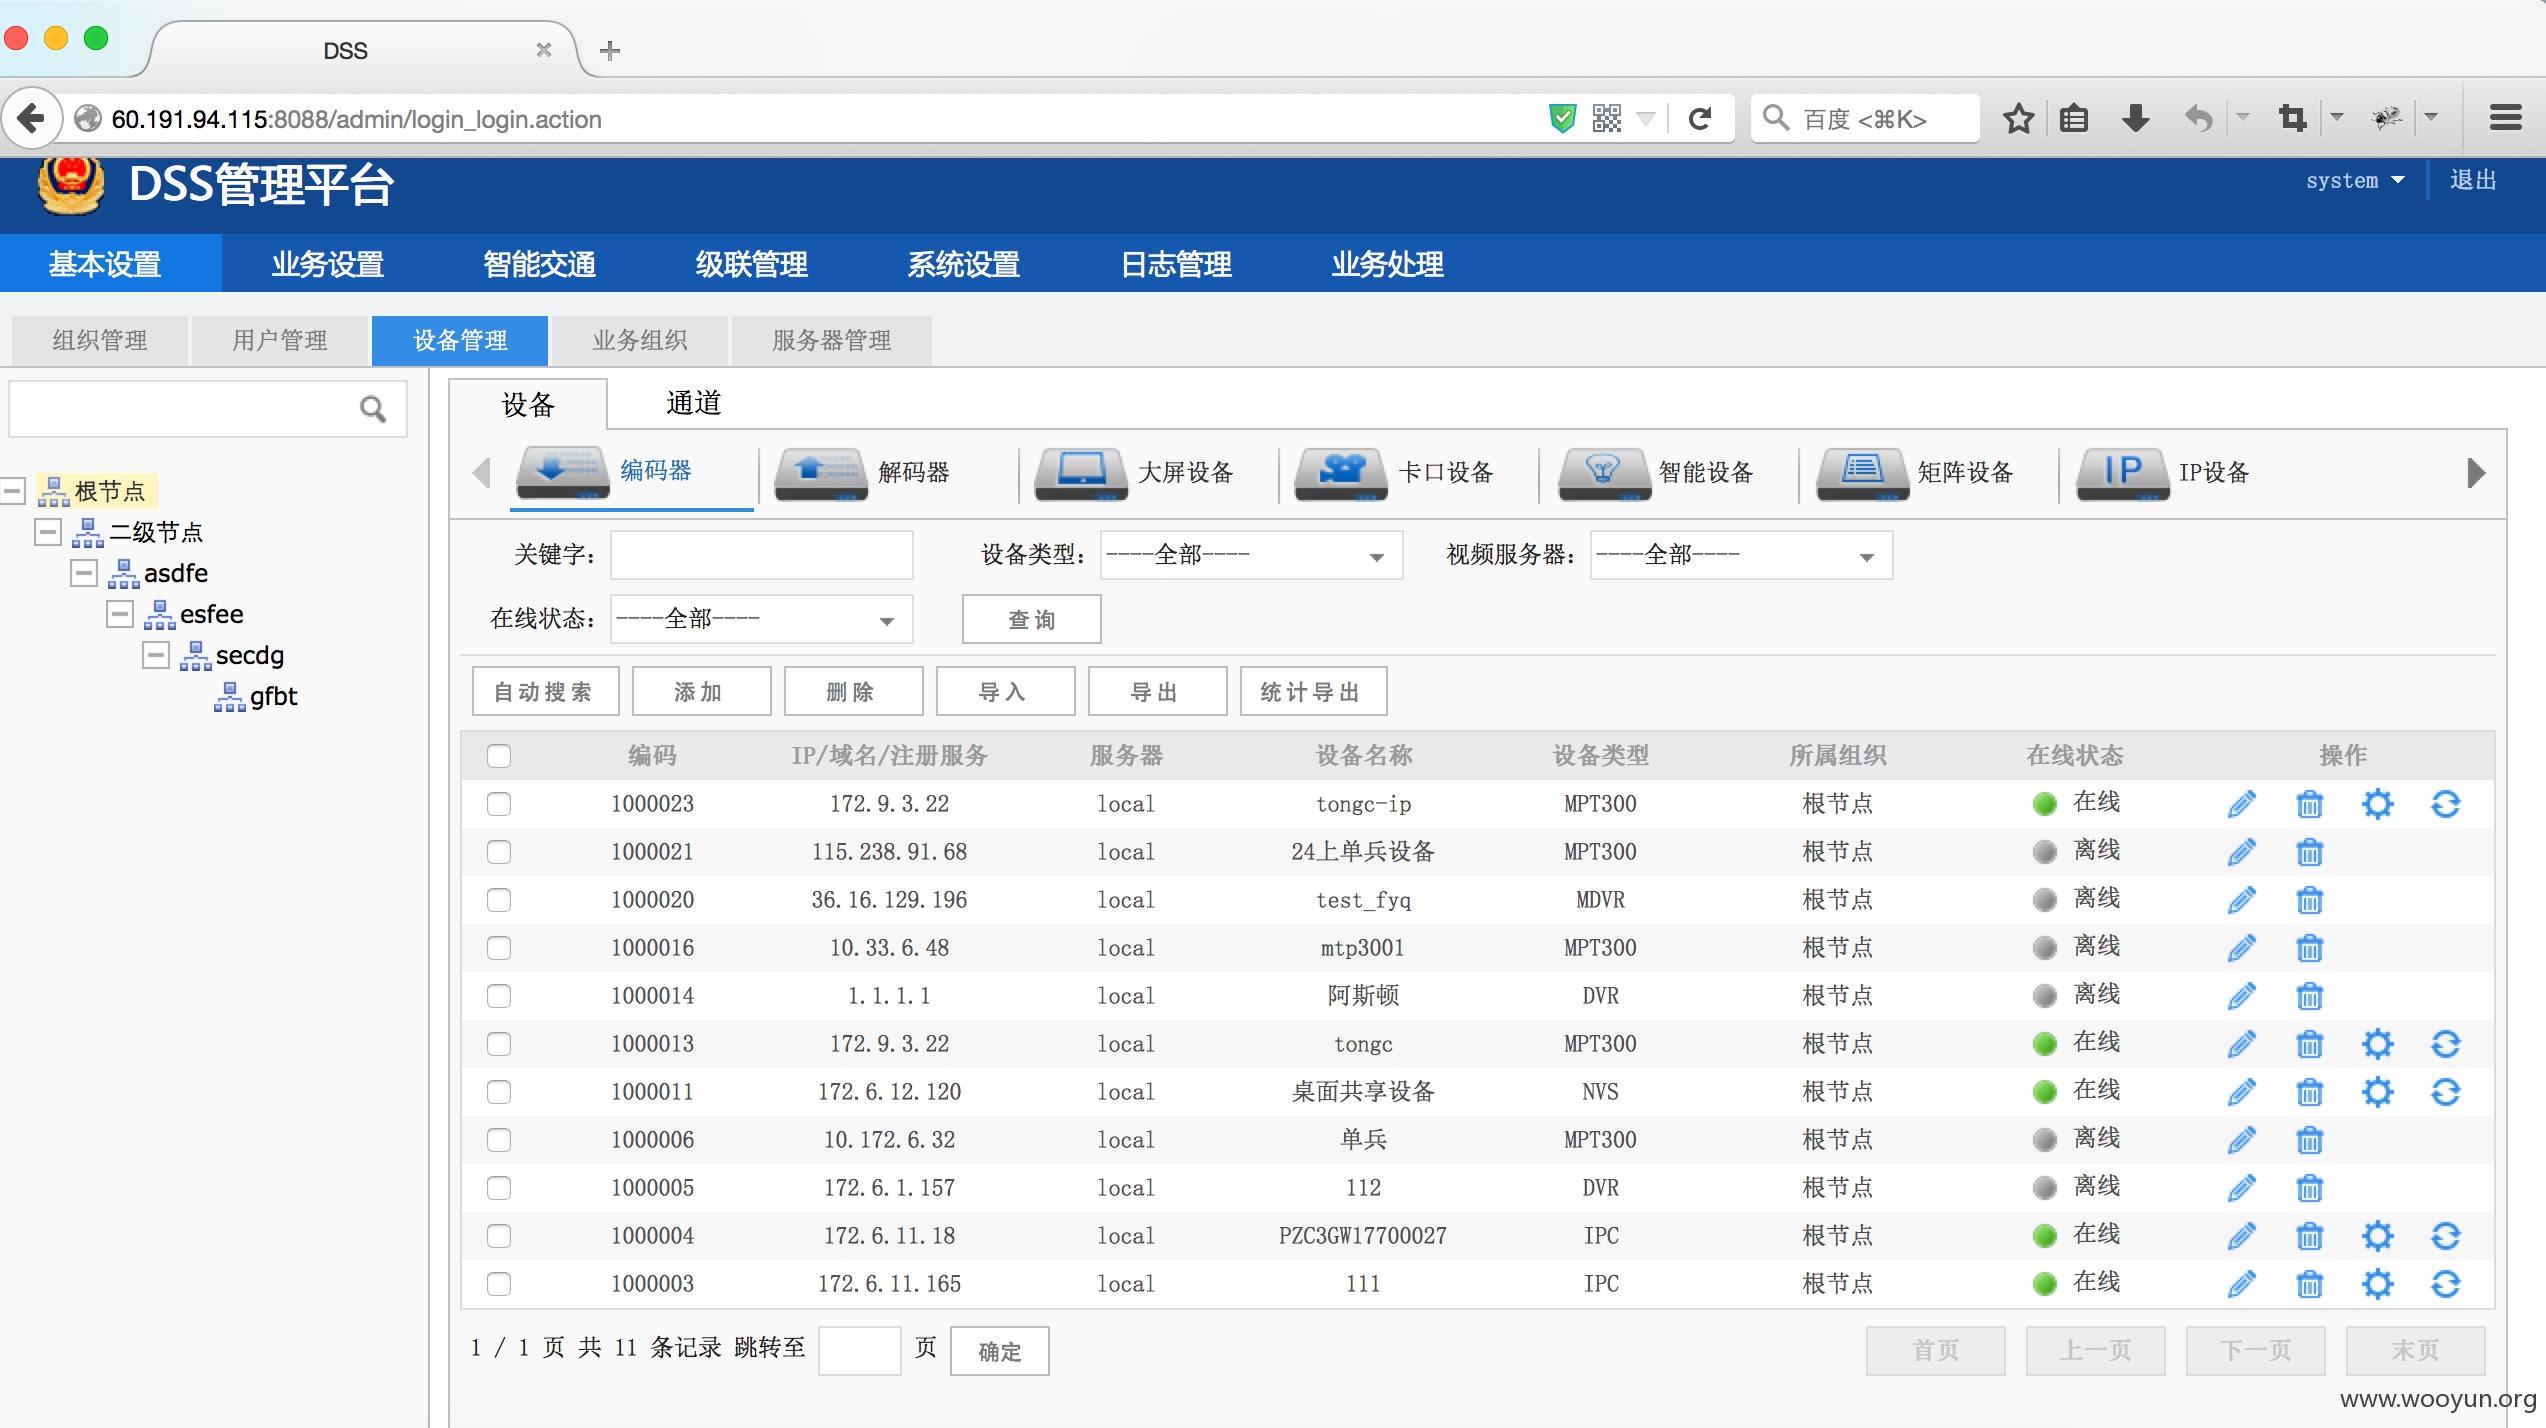 DSS
60.191.94.115:8088/admin/login_login.action
百度 <⌘K>
DSS管理平台
system 退出
基本设置 业务设置 智能交通 级联管理 系统设置 日志管理 业务处理
组织管理 用户管理 设备管理 业务组织 服务器管理
设备 通道
编码器 解码器 大屏设备 卡口设备 智能设备 矩阵设备 IP IP设备
根节点
二级节点
asdfe
esfee
secdg
gfbt
关键字: 设备类型: ----全部---- 视频服务器: ----全部----
在线状态: ----全部---- 查询
自动搜索 添加 删除 导入 导出 统计导出
编码 IP/域名/注册服务 服务器 设备名称 设备类型 所属组织 在线状态 操作
1000023 172.9.3.22 local tongc-ip MPT300 根节点 在线
1000021 115.238.91.68 local 24上单兵设备 MPT300 根节点 离线
1000020 36.16.129.196 local test_fyq MDVR 根节点 离线
1000016 10.33.6.48 local mtp3001 MPT300 根节点 离线
1000014 1.1.1.1 local 阿斯顿 DVR 根节点 离线
1000013 172.9.3.22 local tongc MPT300 根节点 在线
1000011 172.6.12.120 local 桌面共享设备 NVS 根节点 在线
1000006 10.172.6.32 local 单兵 MPT300 根节点 离线
1000005 172.6.1.157 local 112 DVR 根节点 离线
1000004 172.6.11.18 local PZC3GW17700027 IPC 根节点 在线
1000003 172.6.11.165 local 111 IPC 根节点 在线
1 / 1 页 共 11 条记录 跳转至 页 确定 首页 上一页 下一页 末页
www.wooyun.org